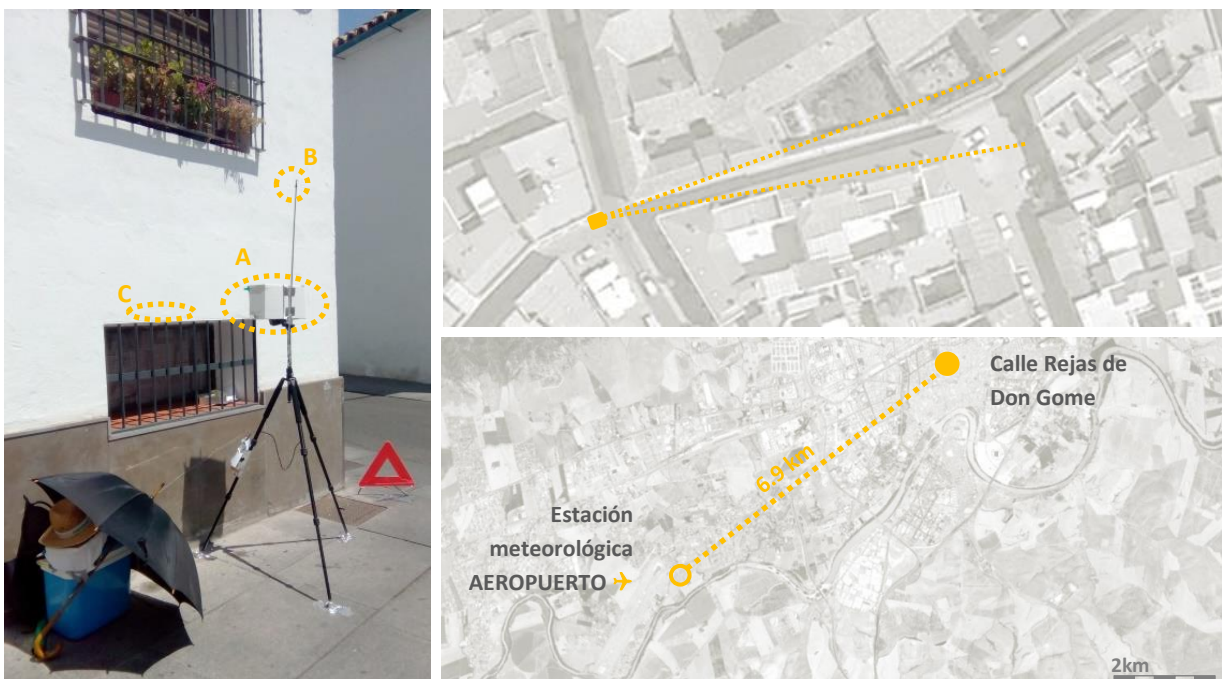 B
A
C
Calle Rejas de
Don Gome
6.9 km
Estación
meteorológica
AEROPUERTO
2km